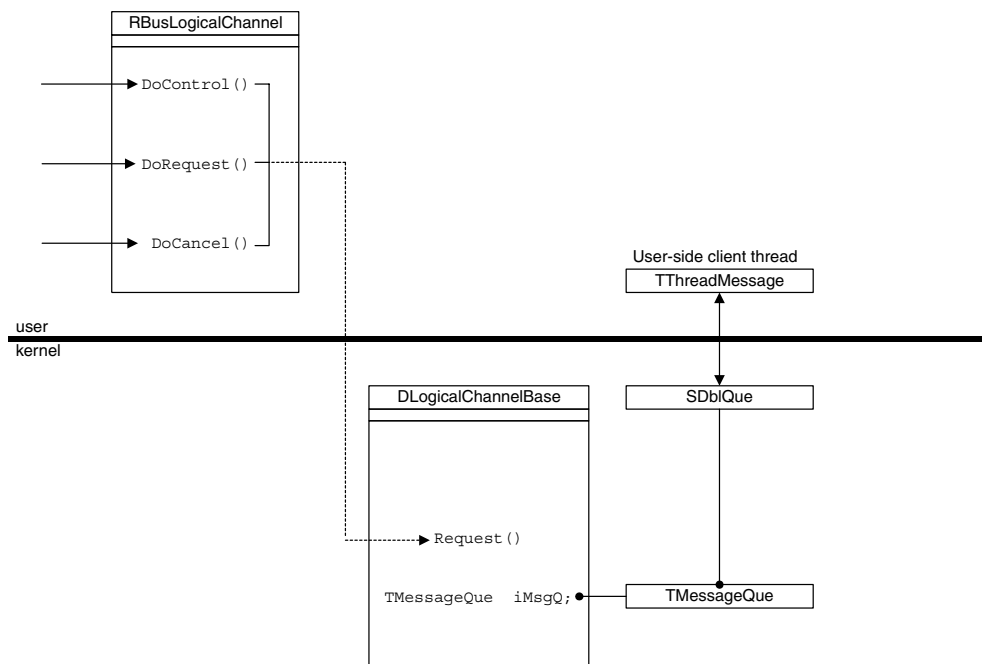 RBusLogicalChannel
DoControl()
DoRequest()
DoCancel()
User-side client thread
TThreadMessage
user
kernel
DLogicalChannelBase
SDblQue
Request()
TMessageQue iMsgQ;
TMessageQue